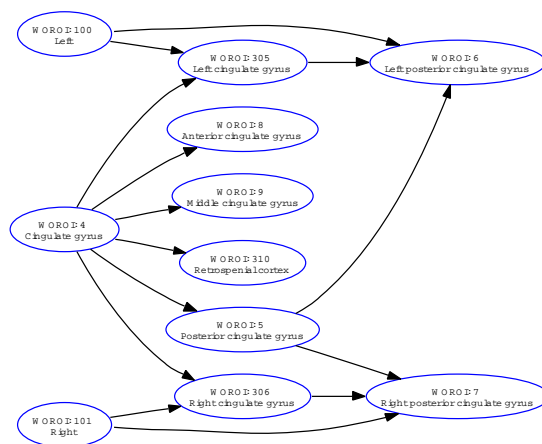 WOROI:100
Left
WOROI:305
Left cingulate gyrus
WOROI:6
Left posterior cingulate gyrus
WOROI:8
Anterior cingulate gyrus
WOROI:9
Middle cingulate gyrus
WOROI:4
Cingulate gyrus
WOROI:310
Retrospenial cortex
WOROI:5
Posterior cingulate gyrus
WOROI:306
Right cingulate gyrus
WOROI:7
Right posterior cingulate gyrus
WOROI:101
Right